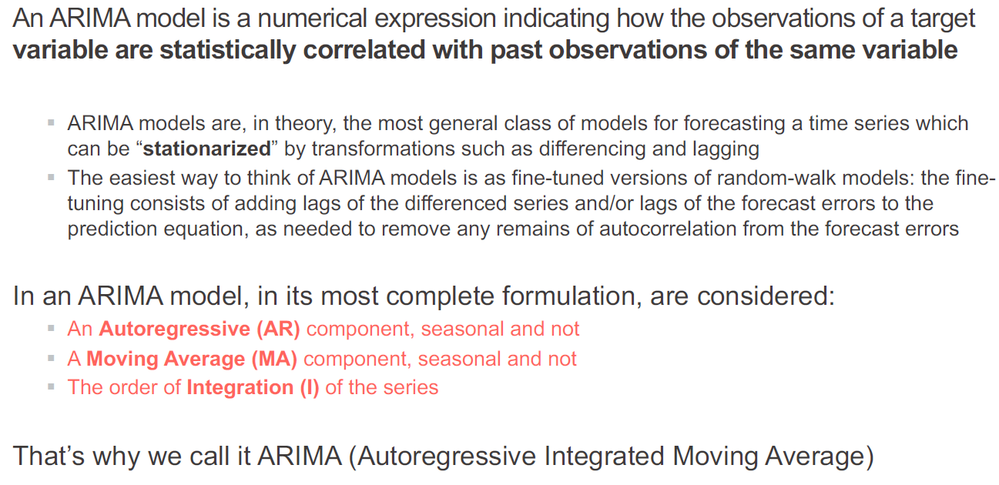 An ARIMA model is a numerical expression indicating how the observations of a target
variable are statistically correlated with past observations of the same variable
▪ ARIMA models are, in theory, the most general class of models for forecasting a time series which
can be “stationarized” by transformations such as differencing and lagging
▪ The easiest way to think of ARIMA models is as fine-tuned versions of random-walk models: the fine-
tuning consists of adding lags of the differenced series and/or lags of the forecast errors to the
prediction equation, as needed to remove any remains of autocorrelation from the forecast errors
In an ARIMA model, in its most complete formulation, are considered:
▪ An Autoregressive (AR) component, seasonal and not
▪ A Moving Average (MA) component, seasonal and not
▪ The order of Integration (I) of the series
That’s why we call it ARIMA (Autoregressive Integrated Moving Average)